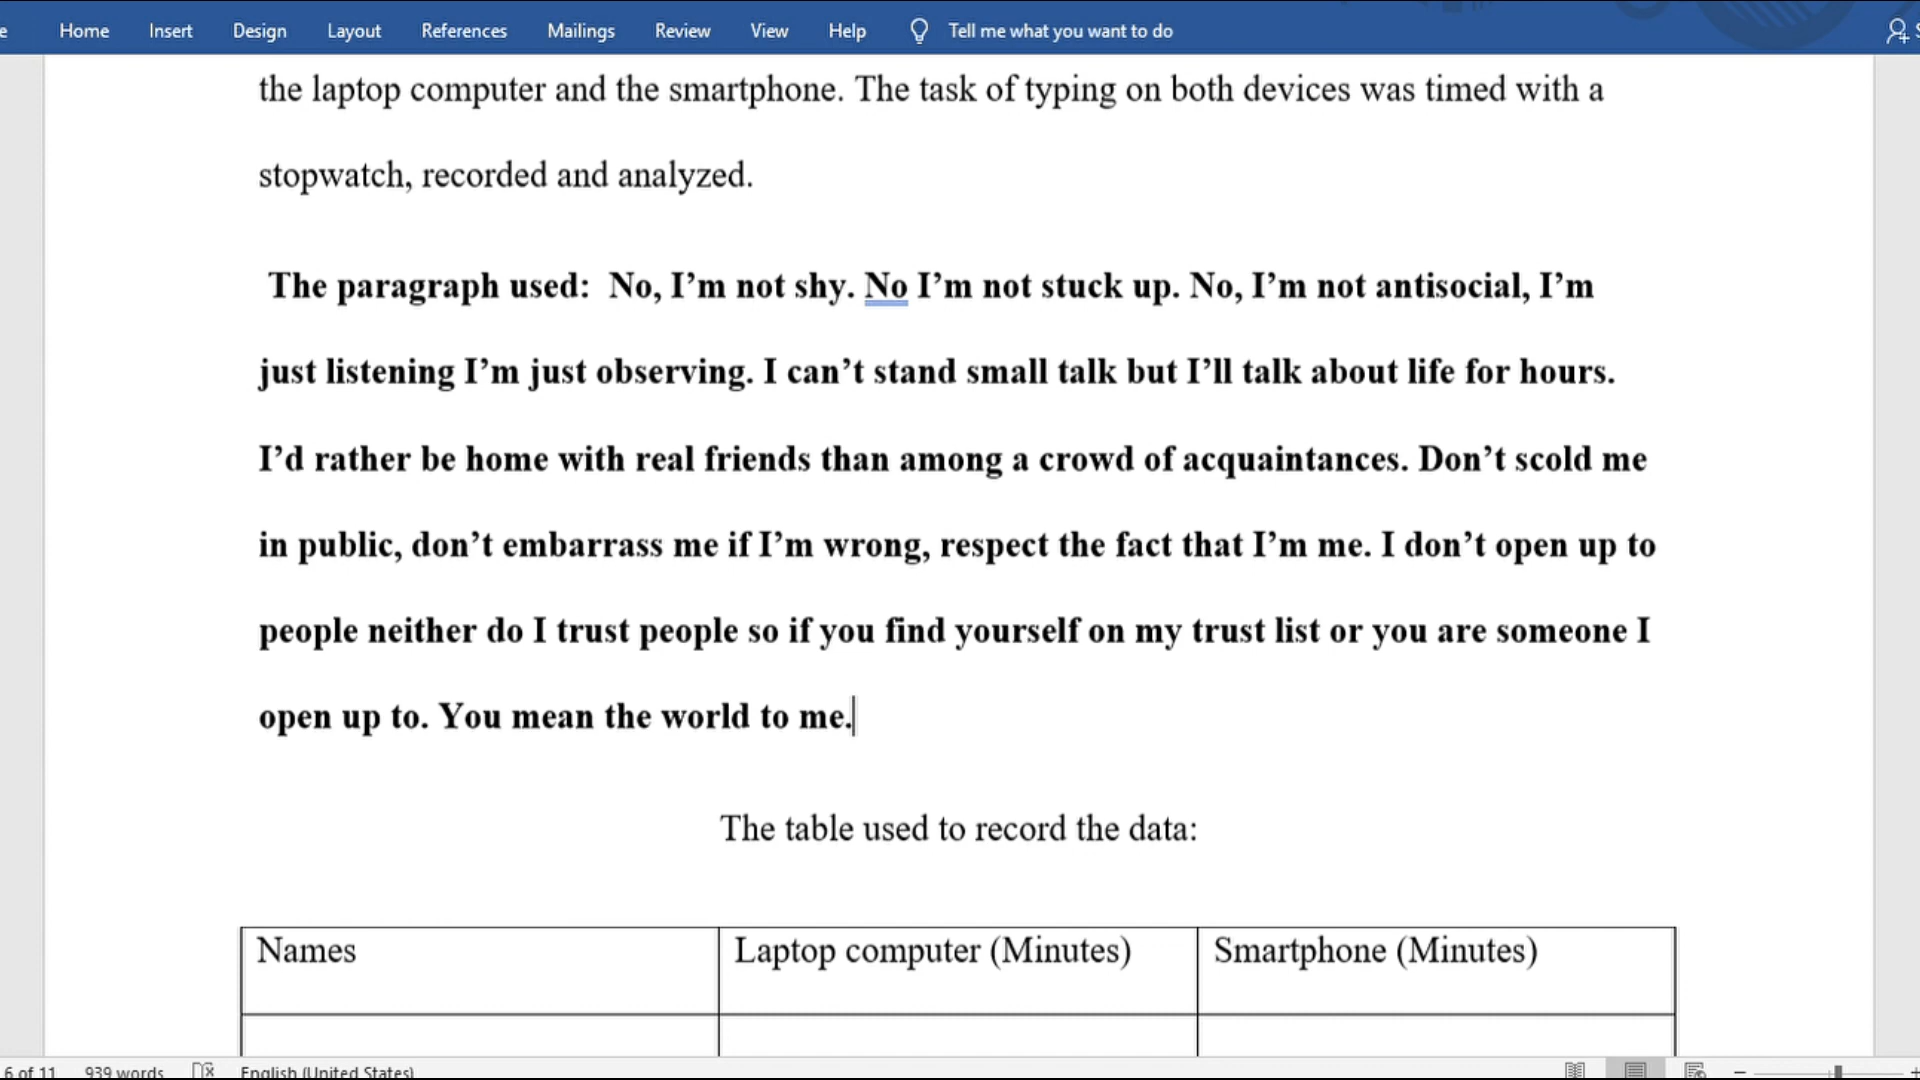 e Home Insert Design Layout References Mailings Review View Help Tell me what you want to do S
the laptop computer and the smartphone. The task of typing on both devices was timed with a
stopwatch, recorded and analyzed.
The paragraph used:  No, I’m not shy. No I’m not stuck up. No, I’m not antisocial, I’m
just listening I’m just observing. I can’t stand small talk but I’ll talk about life for hours.
I’d rather be home with real friends than among a crowd of acquaintances. Don’t scold me
in public, don’t embarrass me if I’m wrong, respect the fact that I’m me. I don’t open up to
people neither do I trust people so if you find yourself on my trust list or you are someone I
open up to. You mean the world to me.
The table used to record the data:
Names Laptop computer (Minutes) Smartphone (Minutes)
6 of 11 939 words English (United States)